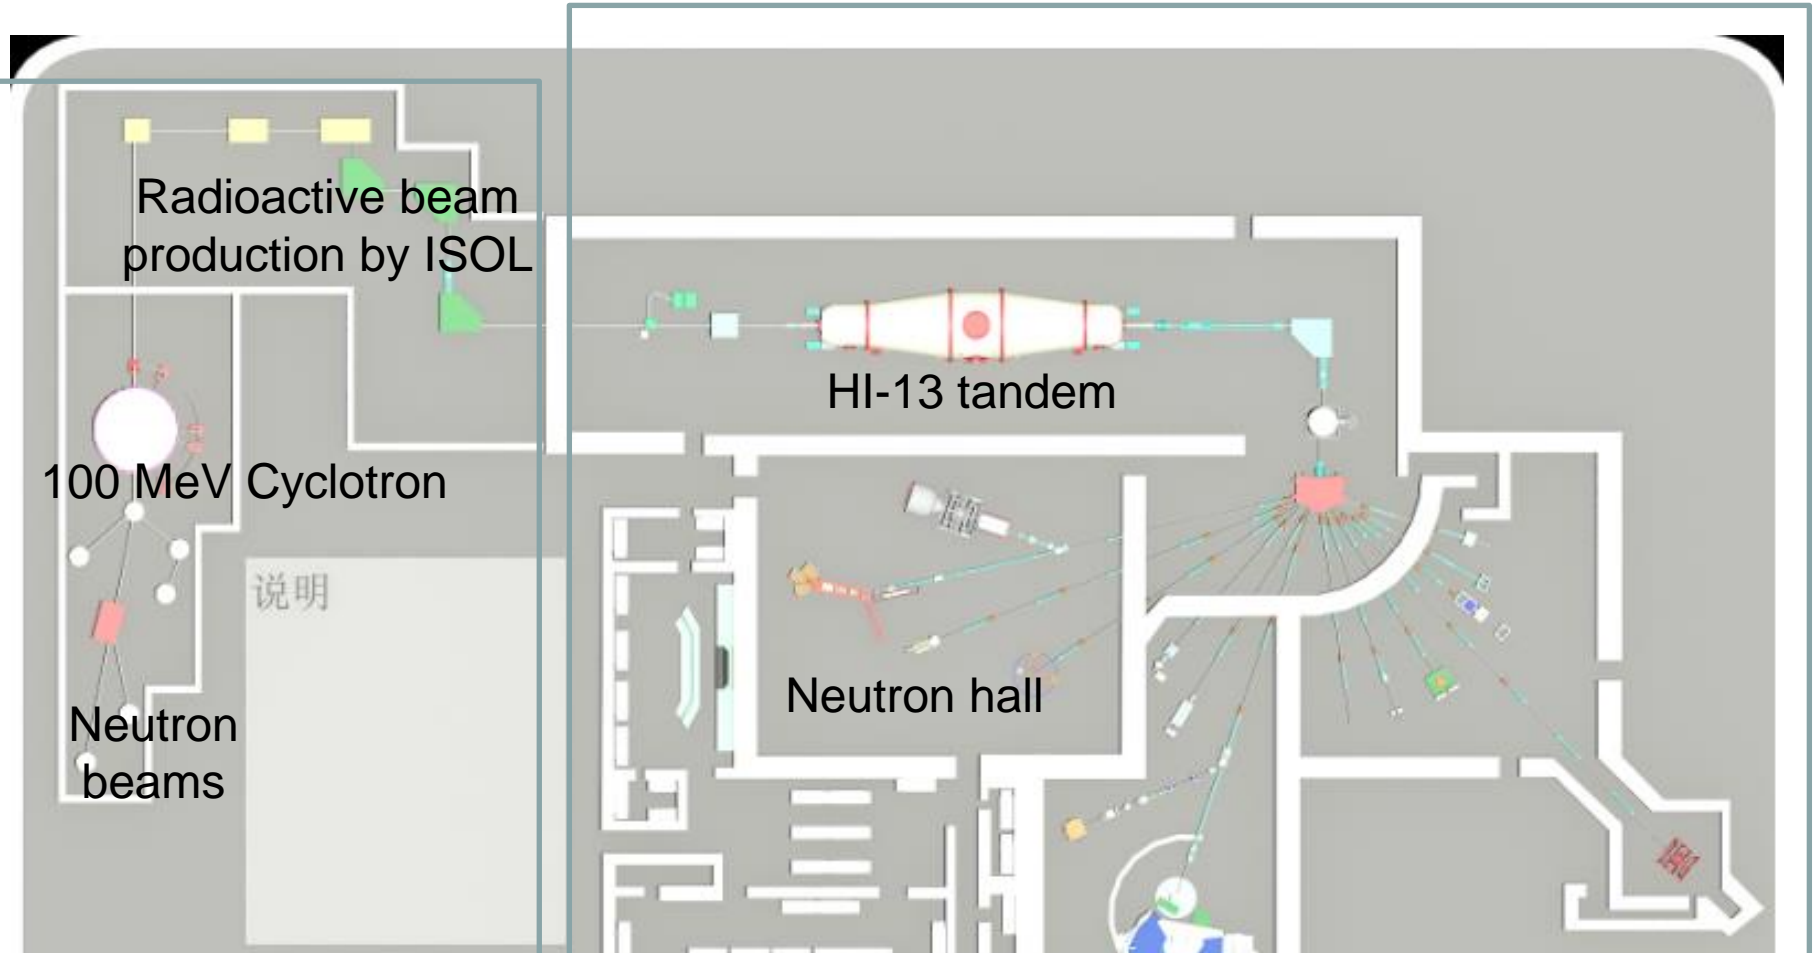 Radioactive beam
production by ISOL
HI-13 tandem
100 MeV Cyclotron
说明
Neutron hall
Neutron
beams